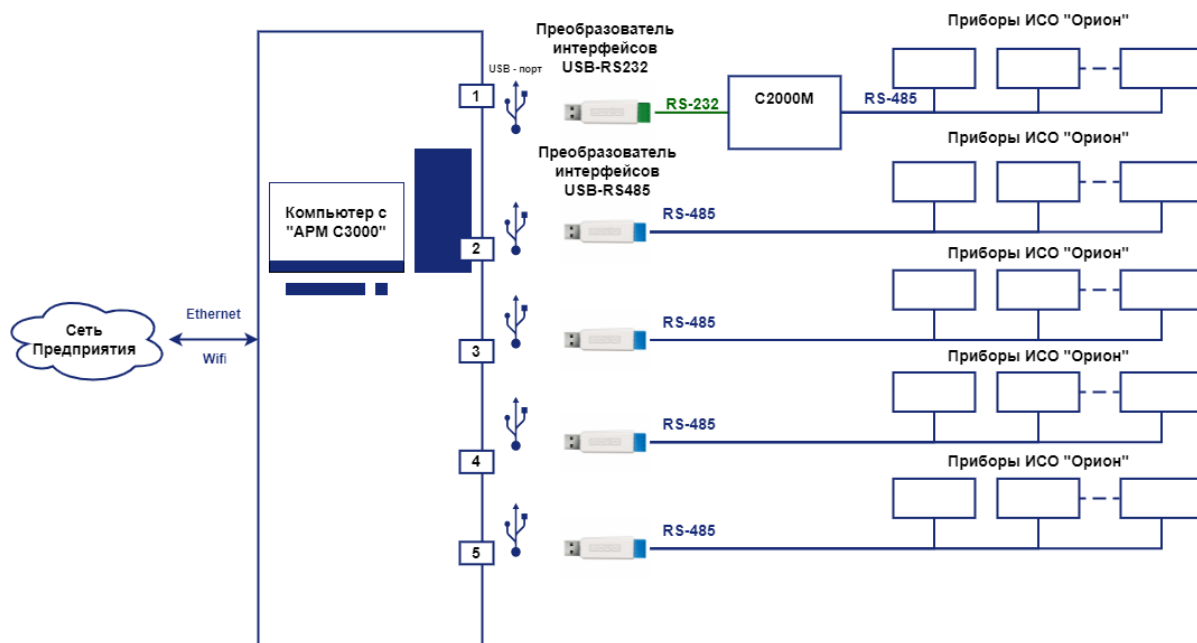 Преобразователь
интерфейсов
USB-RS232
USB - порт
1
RS-232
C2000M
RS-485
Приборы ИСО "Орион"
Преобразователь
интерфейсов
USB-RS485
Компьютер с
"АРМ С3000"
2
RS-485
Приборы ИСО "Орион"
Сеть
Предприятия
Ethernet
Wifi
3
RS-485
Приборы ИСО "Орион"
4
RS-485
Приборы ИСО "Орион"
5
RS-485
Приборы ИСО "Орион"